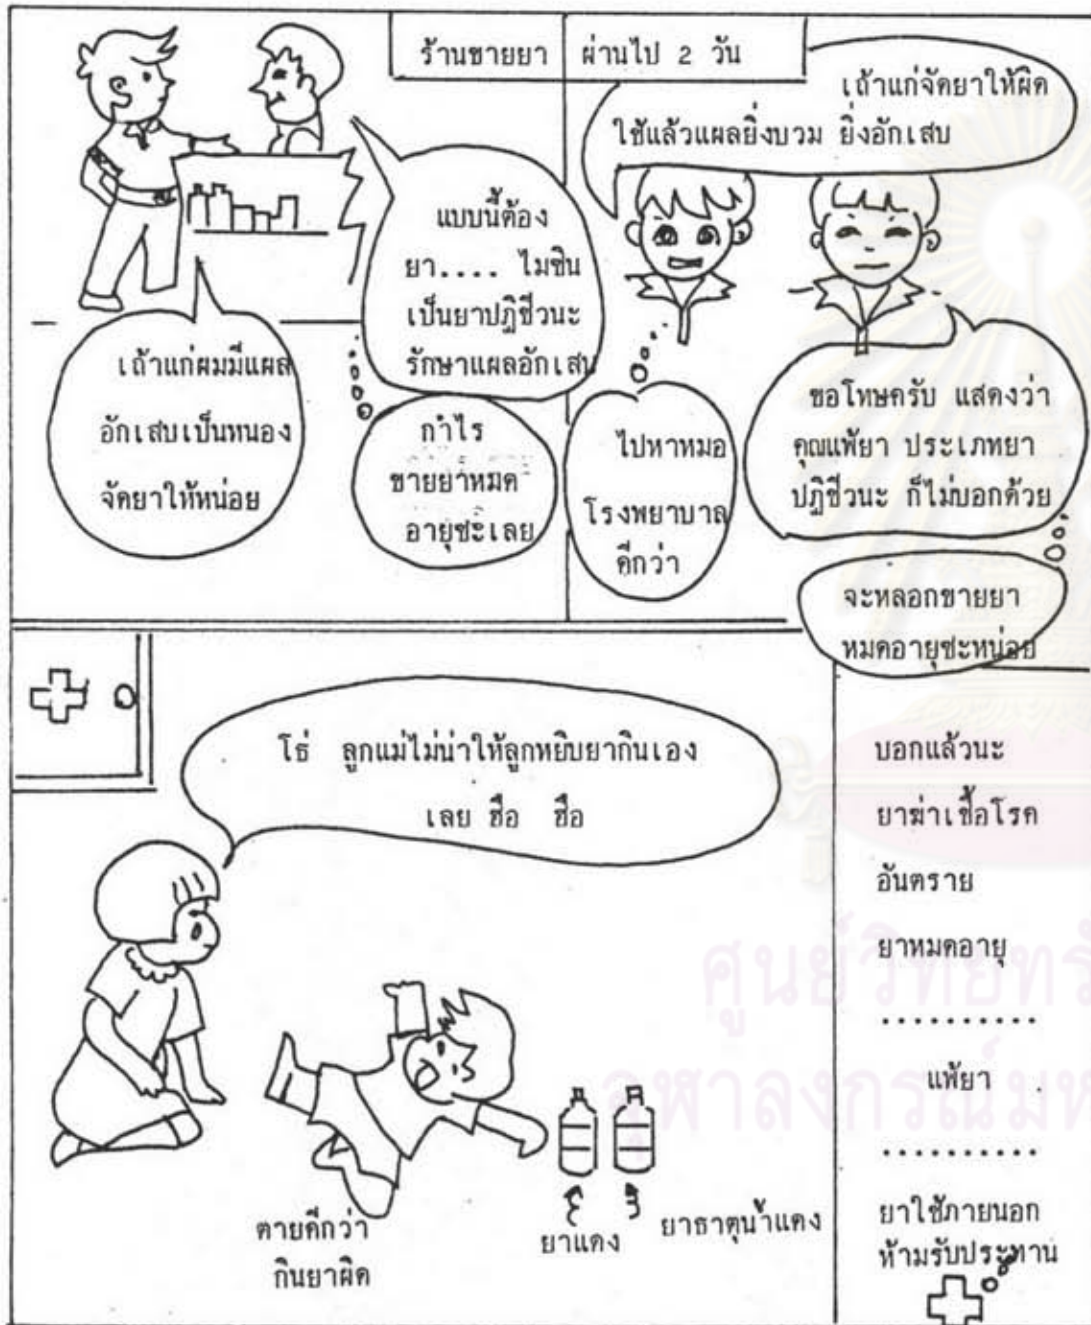 ร้านขายยา
เถ้าแก่ผมมีแผล
อักเสบเป็นหนอง
จัดยาให้หน่อย
แบบนี้ต้อง
ยา.... ไมซิน
เป็นยาปฏิชีวนะ
รักษาแผลอักเสบ
กำไร
ขายยาหมด
อายุซะเลย
ผ่านไป 2 วัน
เถ้าแก่จัดยาให้ผิด
ใช้แล้วแผลยิ่งบวม ยิ่งอักเสบ
ไปหาหมอ
โรงพยาบาล
ดีกว่า
ขอโทษครับ แสดงว่า
คุณแพ้ยา ประเภทยา
ปฏิชีวนะ ก็ไม่บอกด้วย
จะหลอกขายยา
หมดอายุซะหน่อย
โธ่ ลูกแม่ไม่น่าให้ลูกหยิบยากินเอง
เลย ฮือ ฮือ
ตายดีกว่า
กินยาผิด
ยาแดง
ยาธาตุน้ำแดง
บอกแล้วนะ
ยาฆ่าเชื้อโรค
อันตราย
ยาหมดอายุ
..........
แพ้ยา
..........
ยาใช้ภายนอก
ห้ามรับประทาน